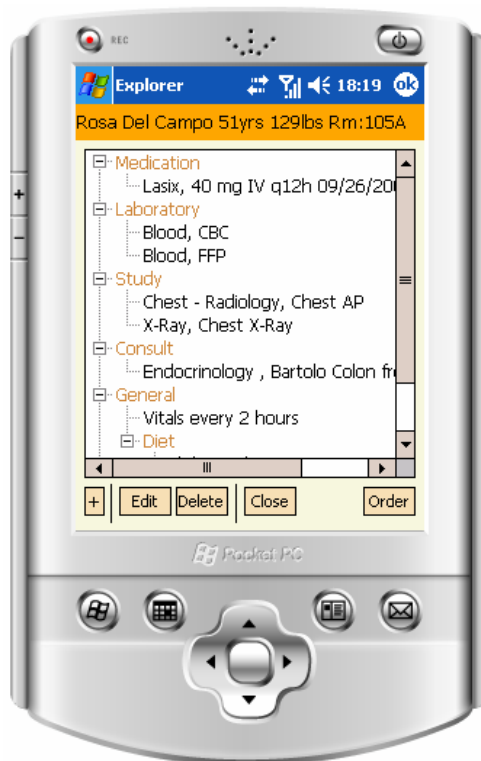 REC
Explorer 18:19 ok
Rosa Del Campo 51yrs 129lbs Rm:105A
Medication
Lasix, 40 mg IV q12h 09/26/20
Laboratory
Blood, CBC
Blood, FFP
Study
Chest - Radiology, Chest AP
X-Ray, Chest X-Ray
Consult
Endocrinology , Bartolo Colon fr
General
Vitals every 2 hours
Diet
+ Edit Delete Close Order
Pocket PC